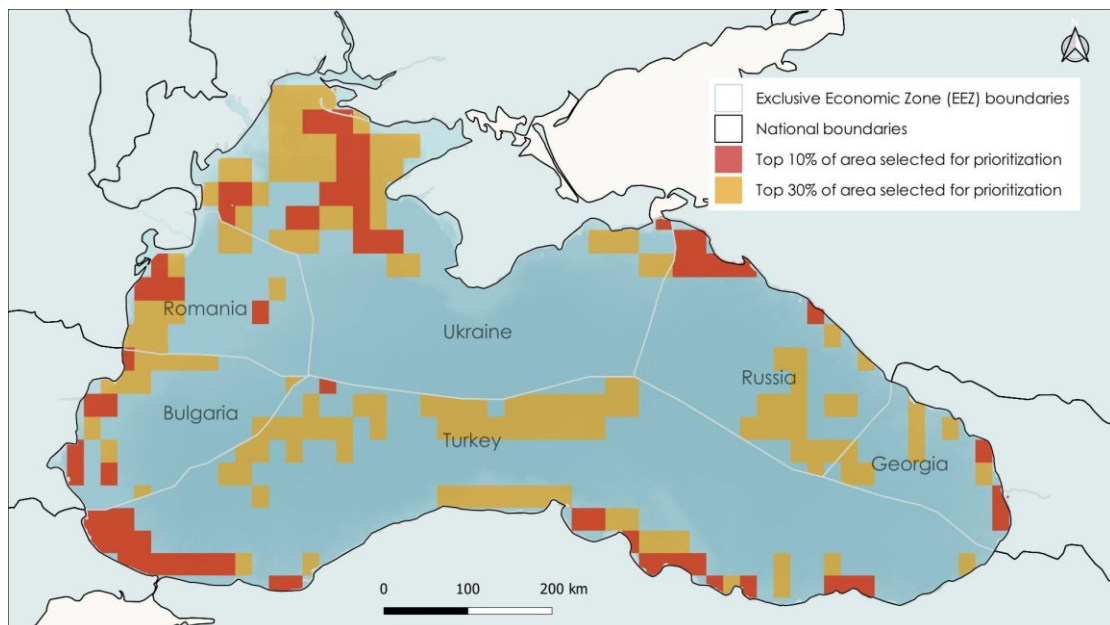 Exclusive Economic Zone (EEZ) boundaries
National boundaries
Top 10% of area selected for prioritization
Top 30% of area selected for prioritization
Romania
Ukraine
Russia
Bulgaria
Turkey
Georgia
0 100 200 km